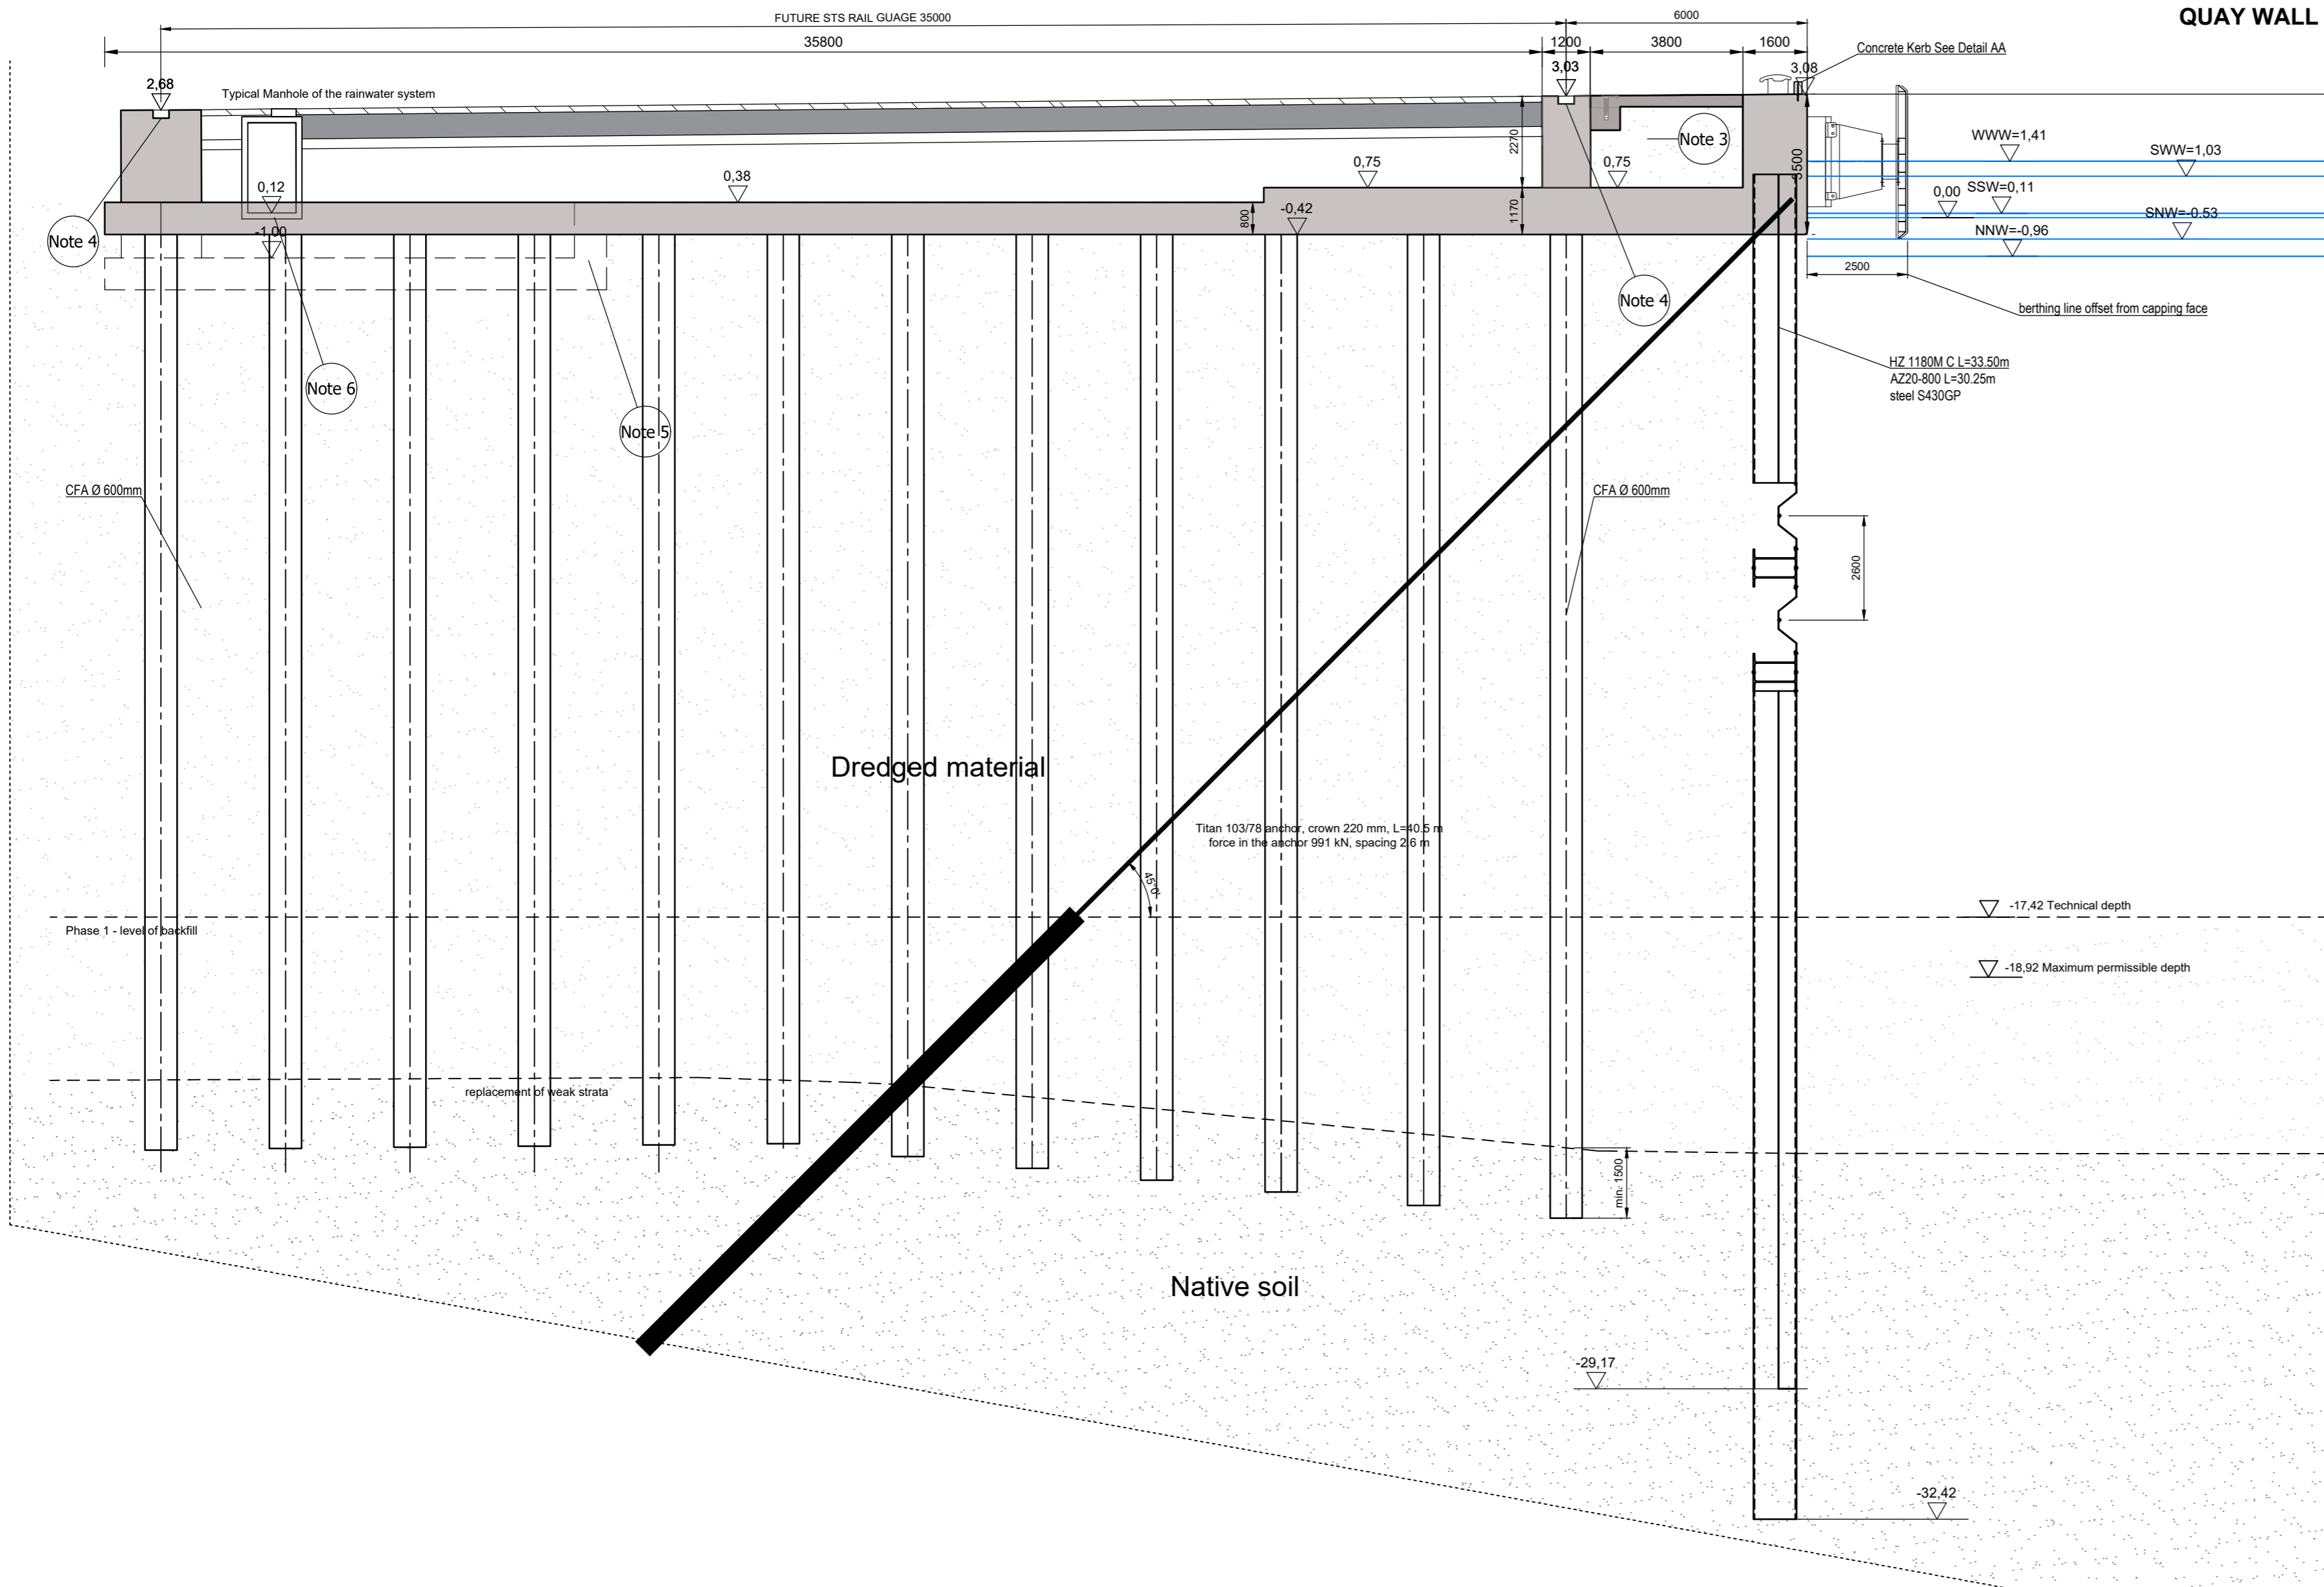 QUAY WALL
FUTURE STS RAIL GUAGE 35000
6000
35800
1200
3800
1600
Concrete Kerb See Detail AA
2,68
3,03
3,08
Typical Manhole of the rainwater system
2270
Note 3
3500
WWW=1,41
SWW=1,03
0,12
0,38
0,75
0,75
0,00
SSW=0,11
SNW=-0.53
NNW=-0,96
Note 4
-1,00
800
-0,42
1170
2500
Note 4
berthing line offset from capping face
HZ 1180M C L=33.50m
AZ20-800 L=30.25m
steel S430GP
Note 6
Note 5
CFA Ø 600mm
CFA Ø 600mm
2600
Dredged material
Titan 103/78 anchor, crown 220 mm, L=40.5 m
force in the anchor 991 kN, spacing 2.6 m
45°0'
-17,42 Technical depth
Phase 1 - level of backfill
-18,92 Maximum permissible depth
replacement of weak strata
min. 1500
Native soil
-29,17
-32,42